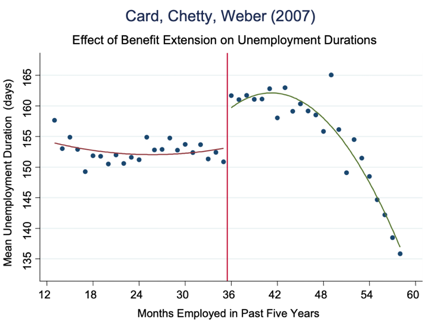 Card, Chetty, Weber (2007)
Effect of Benefit Extension on Unemployment Durations
Mean Unemployment Duration (days)
165
160
155
150
145
140
135
12 18 24 30 36 42 48 54 60
Months Employed in Past Five Years